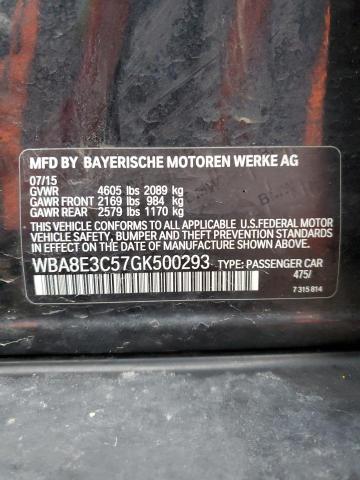 MFD BY BAYERISCHE MOTOREN WERKE AG
07/15
GVWR 4605 lbs 2089 kg
GAWR FRONT 2169 lbs 984 kg
GAWR REAR 2579 lbs 1170 kg
THIS VEHICLE CONFORMS TO ALL APPLICABLE U.S.FEDERAL MOTOR
VEHICLE SAFETY, BUMPER, AND THEFT PREVENTION STANDARDS
IN EFFECT ON THE DATE OF MANUFACTURE SHOWN ABOVE.
WBA8E3C57GK500293 TYPE: PASSENGER CAR
475/
7 315 814